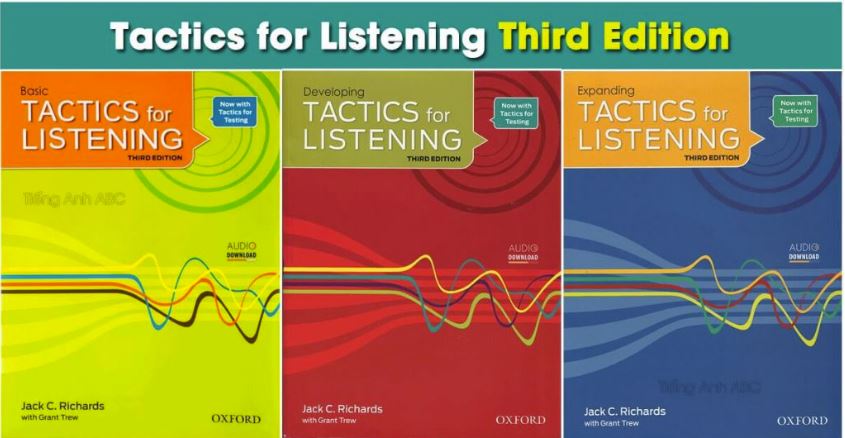 Tactics for Listening Third Edition
Basic
TACTICS for
LISTENING
THIRD EDITION
Now with
Tactics for
Testing
Tiếng Anh ABC
AUDIO
DOWNLOAD
Jack C. Richards
with Grant Trew
OXFORD
Developing
TACTICS for
LISTENING
THIRD EDITION
Now with
Tactics for
Testing
AUDIO
DOWNLOAD
Jack C. Richards
with Grant Trew
OXFORD
Expanding
TACTICS for
LISTENING
THIRD EDITION
Now with
Tactics for
Testing
AUDIO
DOWNLOAD
Tiếng Anh ABC
Jack C. Richards
with Grant Trew
OXFORD